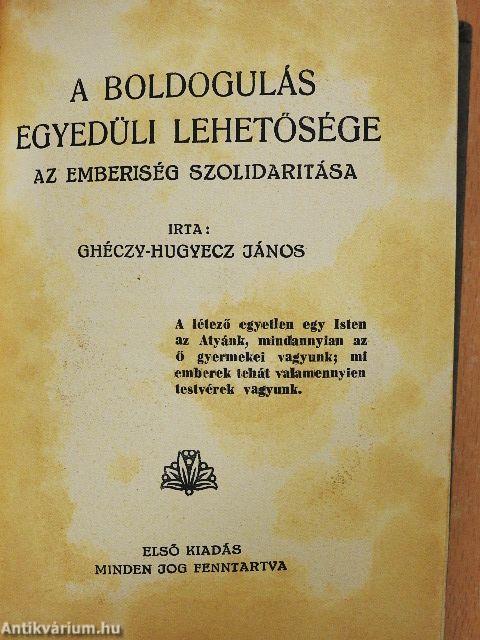 A BOLDOGULÁS
EGYEDÜLI LEHETŐSÉGE
AZ EMBERISÉG SZOLIDARITÁSA
IRTA:
GHÉCZY-HUGYECZ JÁNOS
A létező egyetlen egy Isten
az Atyánk, mindannyian az
ő gyermekei vagyunk; mi
emberek tehát valamennyien
testvérek vagyunk.
ELSŐ KIADÁS
MINDEN JOG FENNTARTVA
Antikvárium.hu